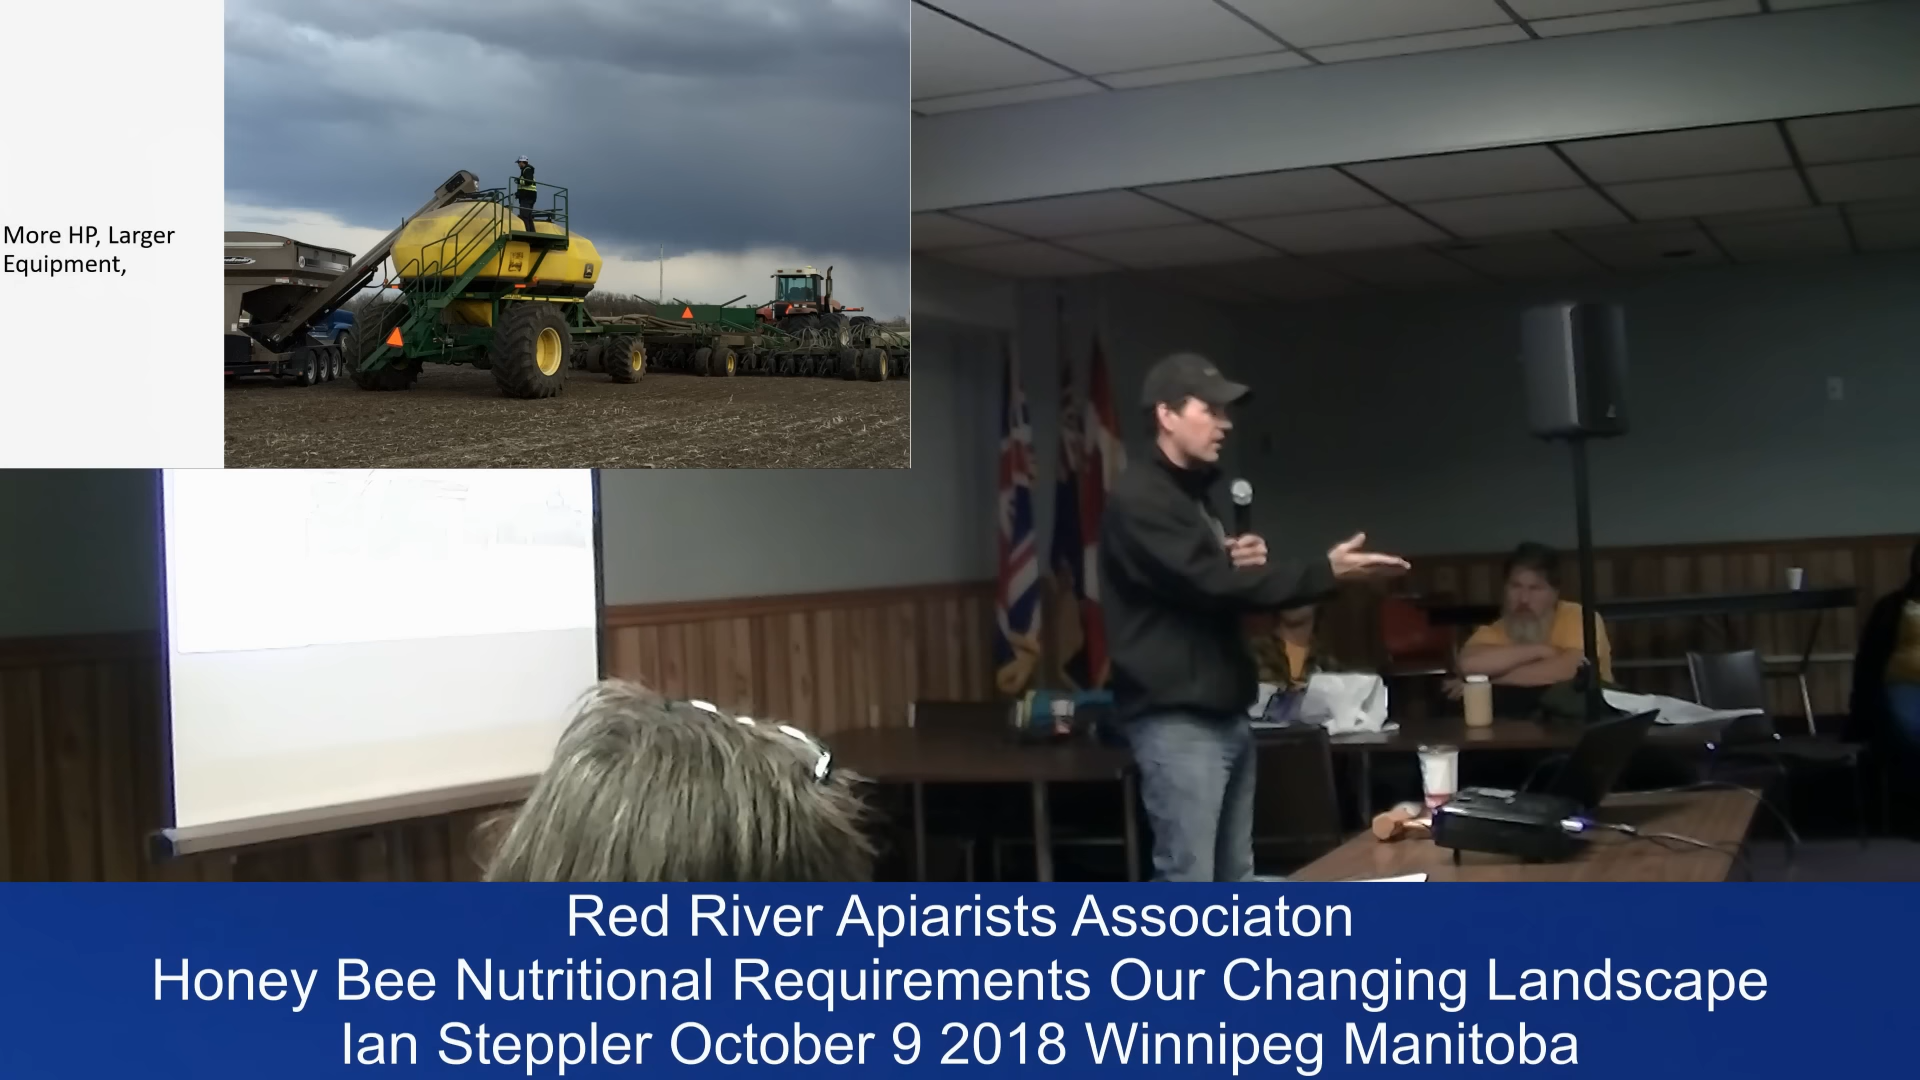 More HP, Larger
Equipment,
Red River Apiarists Associaton
Honey Bee Nutritional Requirements Our Changing Landscape
Ian Steppler October 9 2018 Winnipeg Manitoba